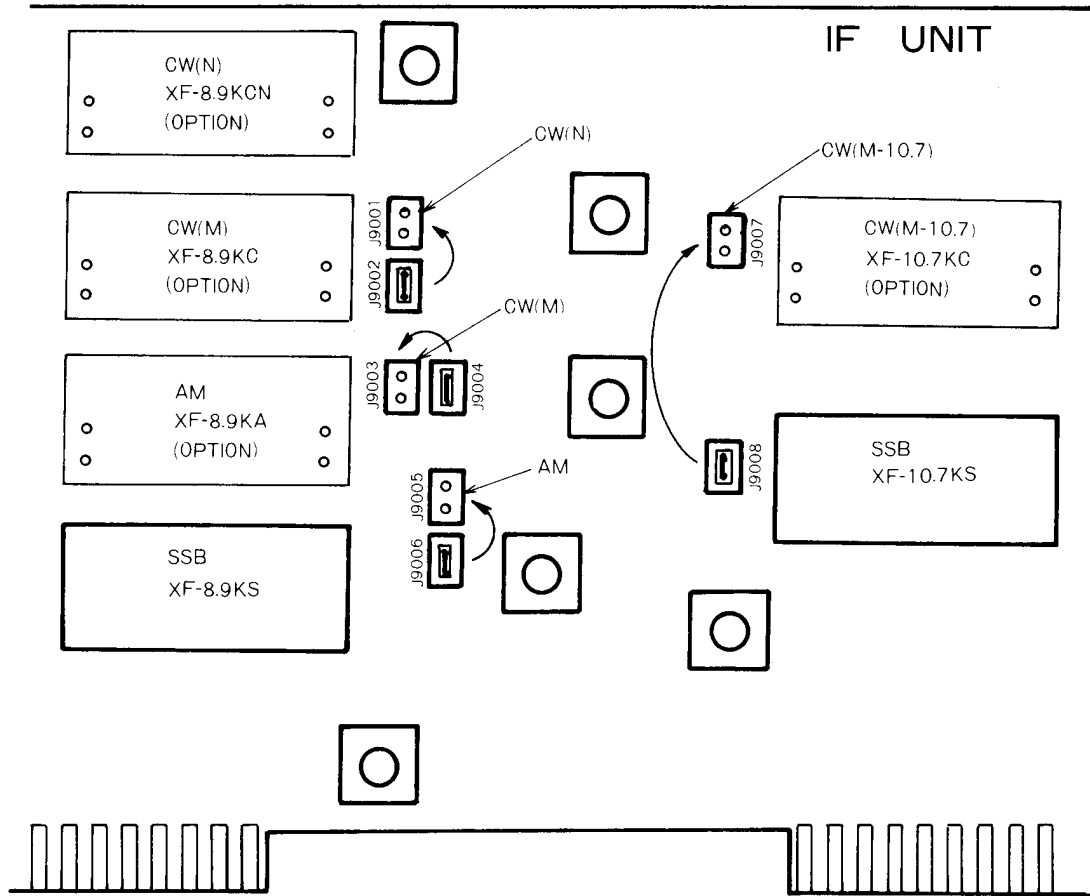 IF UNIT
CW(N)
XF-8.9KCN
(OPTION)
CW(N)
CW(M-10.7)
CW(M)
XF-8.9KC
(OPTION)
J9001
J9002
J9007
CW(M-10.7)
XF-10.7KC
(OPTION)
CW(M)
AM
XF-8.9KA
(OPTION)
J9003
J9004
AM
J9005
J9006
J9008
SSB
XF-10.7KS
SSB
XF-8.9KS